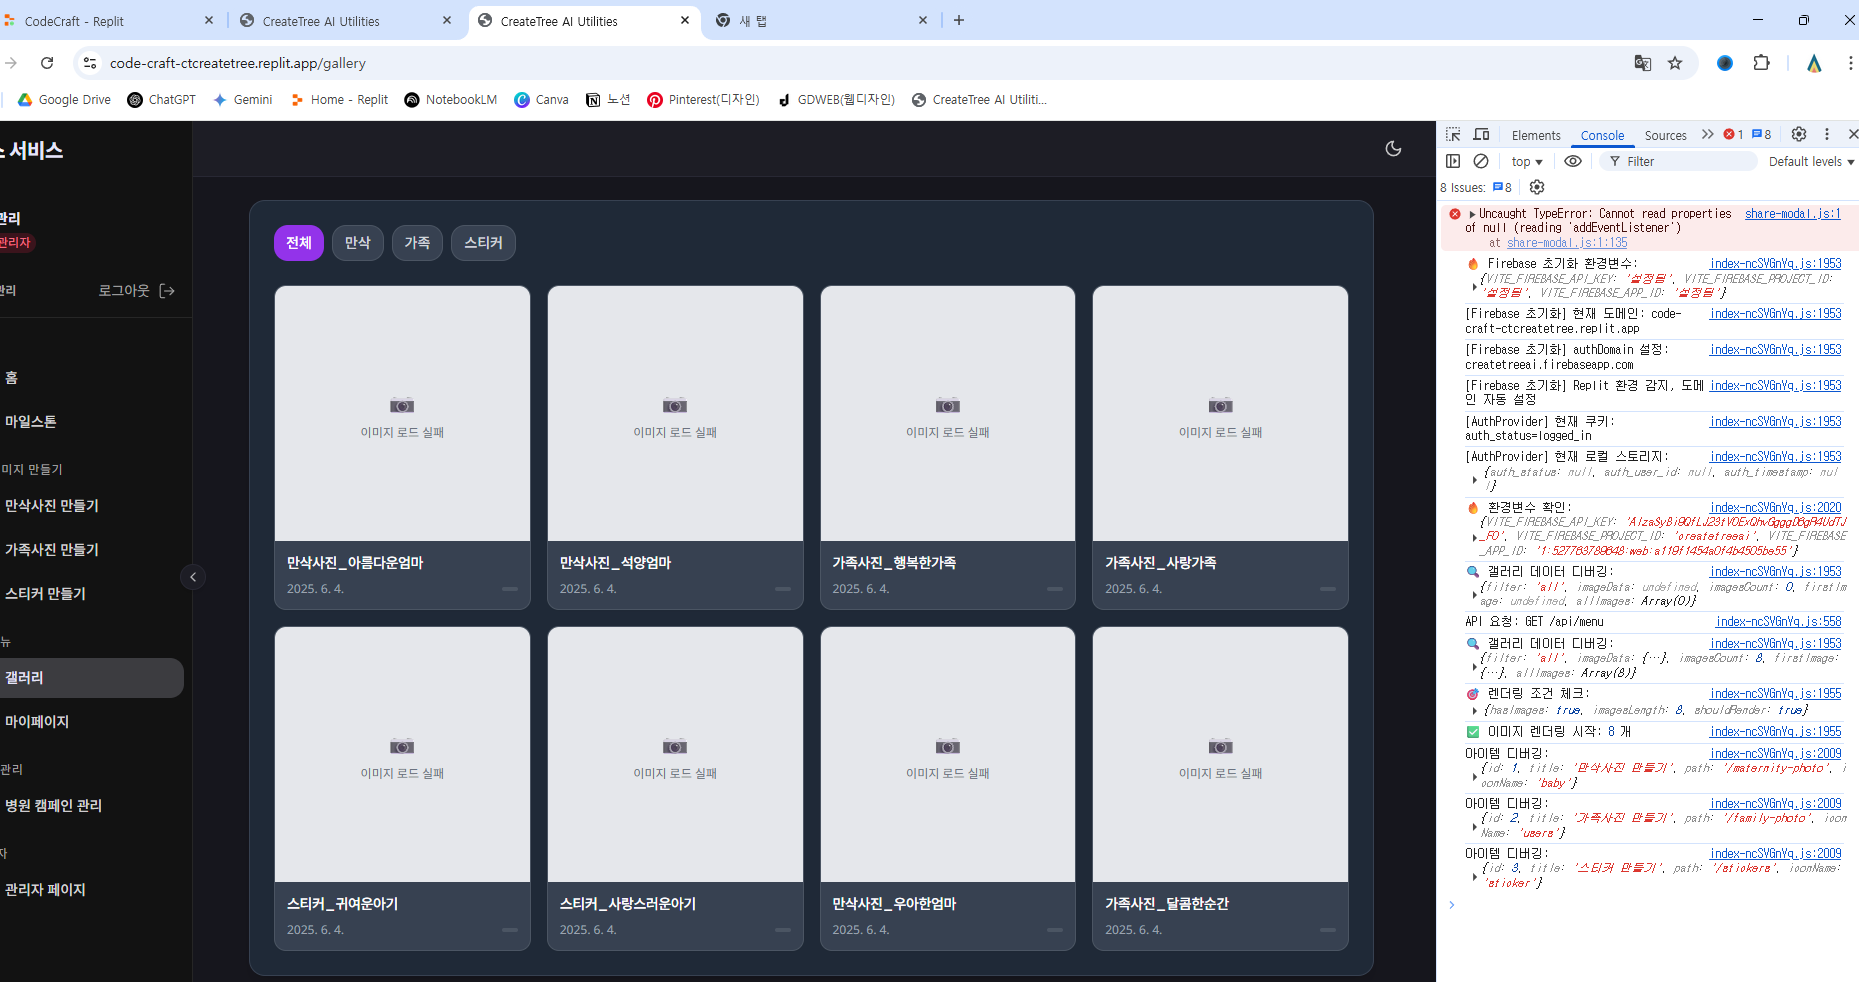 CodeCraft - Replit
CreateTree AI Utilities
CreateTree AI Utilities
새 탭
code-craft-ctcreatetree.replit.app/gallery
Google Drive
ChatGPT
Gemini
Home - Replit
NotebookLM
Canva
노션
Pinterest(디자인)
GDWEB(웹디자인)
CreateTree AI Utiliti...
서비스
관리
관리자
관리
로그아웃
홈
마일스톤
미지 만들기
만삭사진 만들기
가족사진 만들기
스티커 만들기
뉴
갤러리
마이페이지
관리
병원 캠페인 관리
자
관리자 페이지
전체
만삭
가족
스티커
이미지 로드 실패
이미지 로드 실패
이미지 로드 실패
이미지 로드 실패
만삭사진_아름다운엄마
2025. 6. 4.
만삭사진_석양엄마
2025. 6. 4.
가족사진_행복한가족
2025. 6. 4.
가족사진_사랑가족
2025. 6. 4.
이미지 로드 실패
이미지 로드 실패
이미지 로드 실패
이미지 로드 실패
스티커_귀여운아기
2025. 6. 4.
스티커_사랑스러운아기
2025. 6. 4.
만삭사진_우아한엄마
2025. 6. 4.
가족사진_달콤한순간
2025. 6. 4.
Elements
Console
Sources
1
8
top
Filter
Default levels
8 Issues:
8
Uncaught TypeError: Cannot read properties share-modal.js:1
of null (reading 'addEventListener')
at share-modal.js:1:135
Firebase 초기화 환경변수: index-ncSVGnYq.js:1953
{VITE_FIREBASE_API_KEY: '설정됨', VITE_FIREBASE_PROJECT_ID:
'설정됨', VITE_FIREBASE_APP_ID: '설정됨'}
[Firebase 초기화] 현재 도메인: code- index-ncSVGnYq.js:1953
craft-ctcreatetree.replit.app
[Firebase 초기화] authDomain 설정: index-ncSVGnYq.js:1953
createtreeai.firebaseapp.com
[Firebase 초기화] Replit 환경 감지, 도메 index-ncSVGnYq.js:1953
인 자동 설정
[AuthProvider] 현재 쿠키: index-ncSVGnYq.js:1953
auth_status=logged_in
[AuthProvider] 현재 로컬 스토리지: index-ncSVGnYq.js:1953
{auth_status: null, auth_user_id: null, auth_timestamp: nul
l}
환경변수 확인: index-ncSVGnYq.js:2020
{VITE_FIREBASE_API_KEY:
VITE_FIREBASE_PROJECT_ID: 'createtreeai', VITE_FIREBASE
_APP_ID: '1:527763789648:web:a119f1454a0f4b4505be55'}
갤러리 데이터 디버깅: index-ncSVGnYq.js:1953
{filter: 'all', imageData: undefined, imagesCount: 0, firstIm
age: undefined, allImages: Array(0)}
API 요청: GET /api/menu index-ncSVGnYq.js:558
갤러리 데이터 디버깅: index-ncSVGnYq.js:1953
{filter: 'all', imageData: {…}, imagesCount: 8, firstImage:
{…}, allImages: Array(8)}
렌더링 조건 체크: index-ncSVGnYq.js:1955
{hasImages: true, imagesLength: 8, shouldRender: true}
이미지 렌더링 시작: 8 개 index-ncSVGnYq.js:1955
아이템 디버깅: index-ncSVGnYq.js:2009
{id: 1, title: '만삭사진 만들기', path: '/maternity-photo', i
conName: 'baby'}
아이템 디버깅: index-ncSVGnYq.js:2009
{id: 2, title: '가족사진 만들기', path: '/family-photo', icon
Name: 'users'}
아이템 디버깅: index-ncSVGnYq.js:2009
{id: 3, title: '스티커 만들기', path: '/stickers', iconName:
'sticker'}